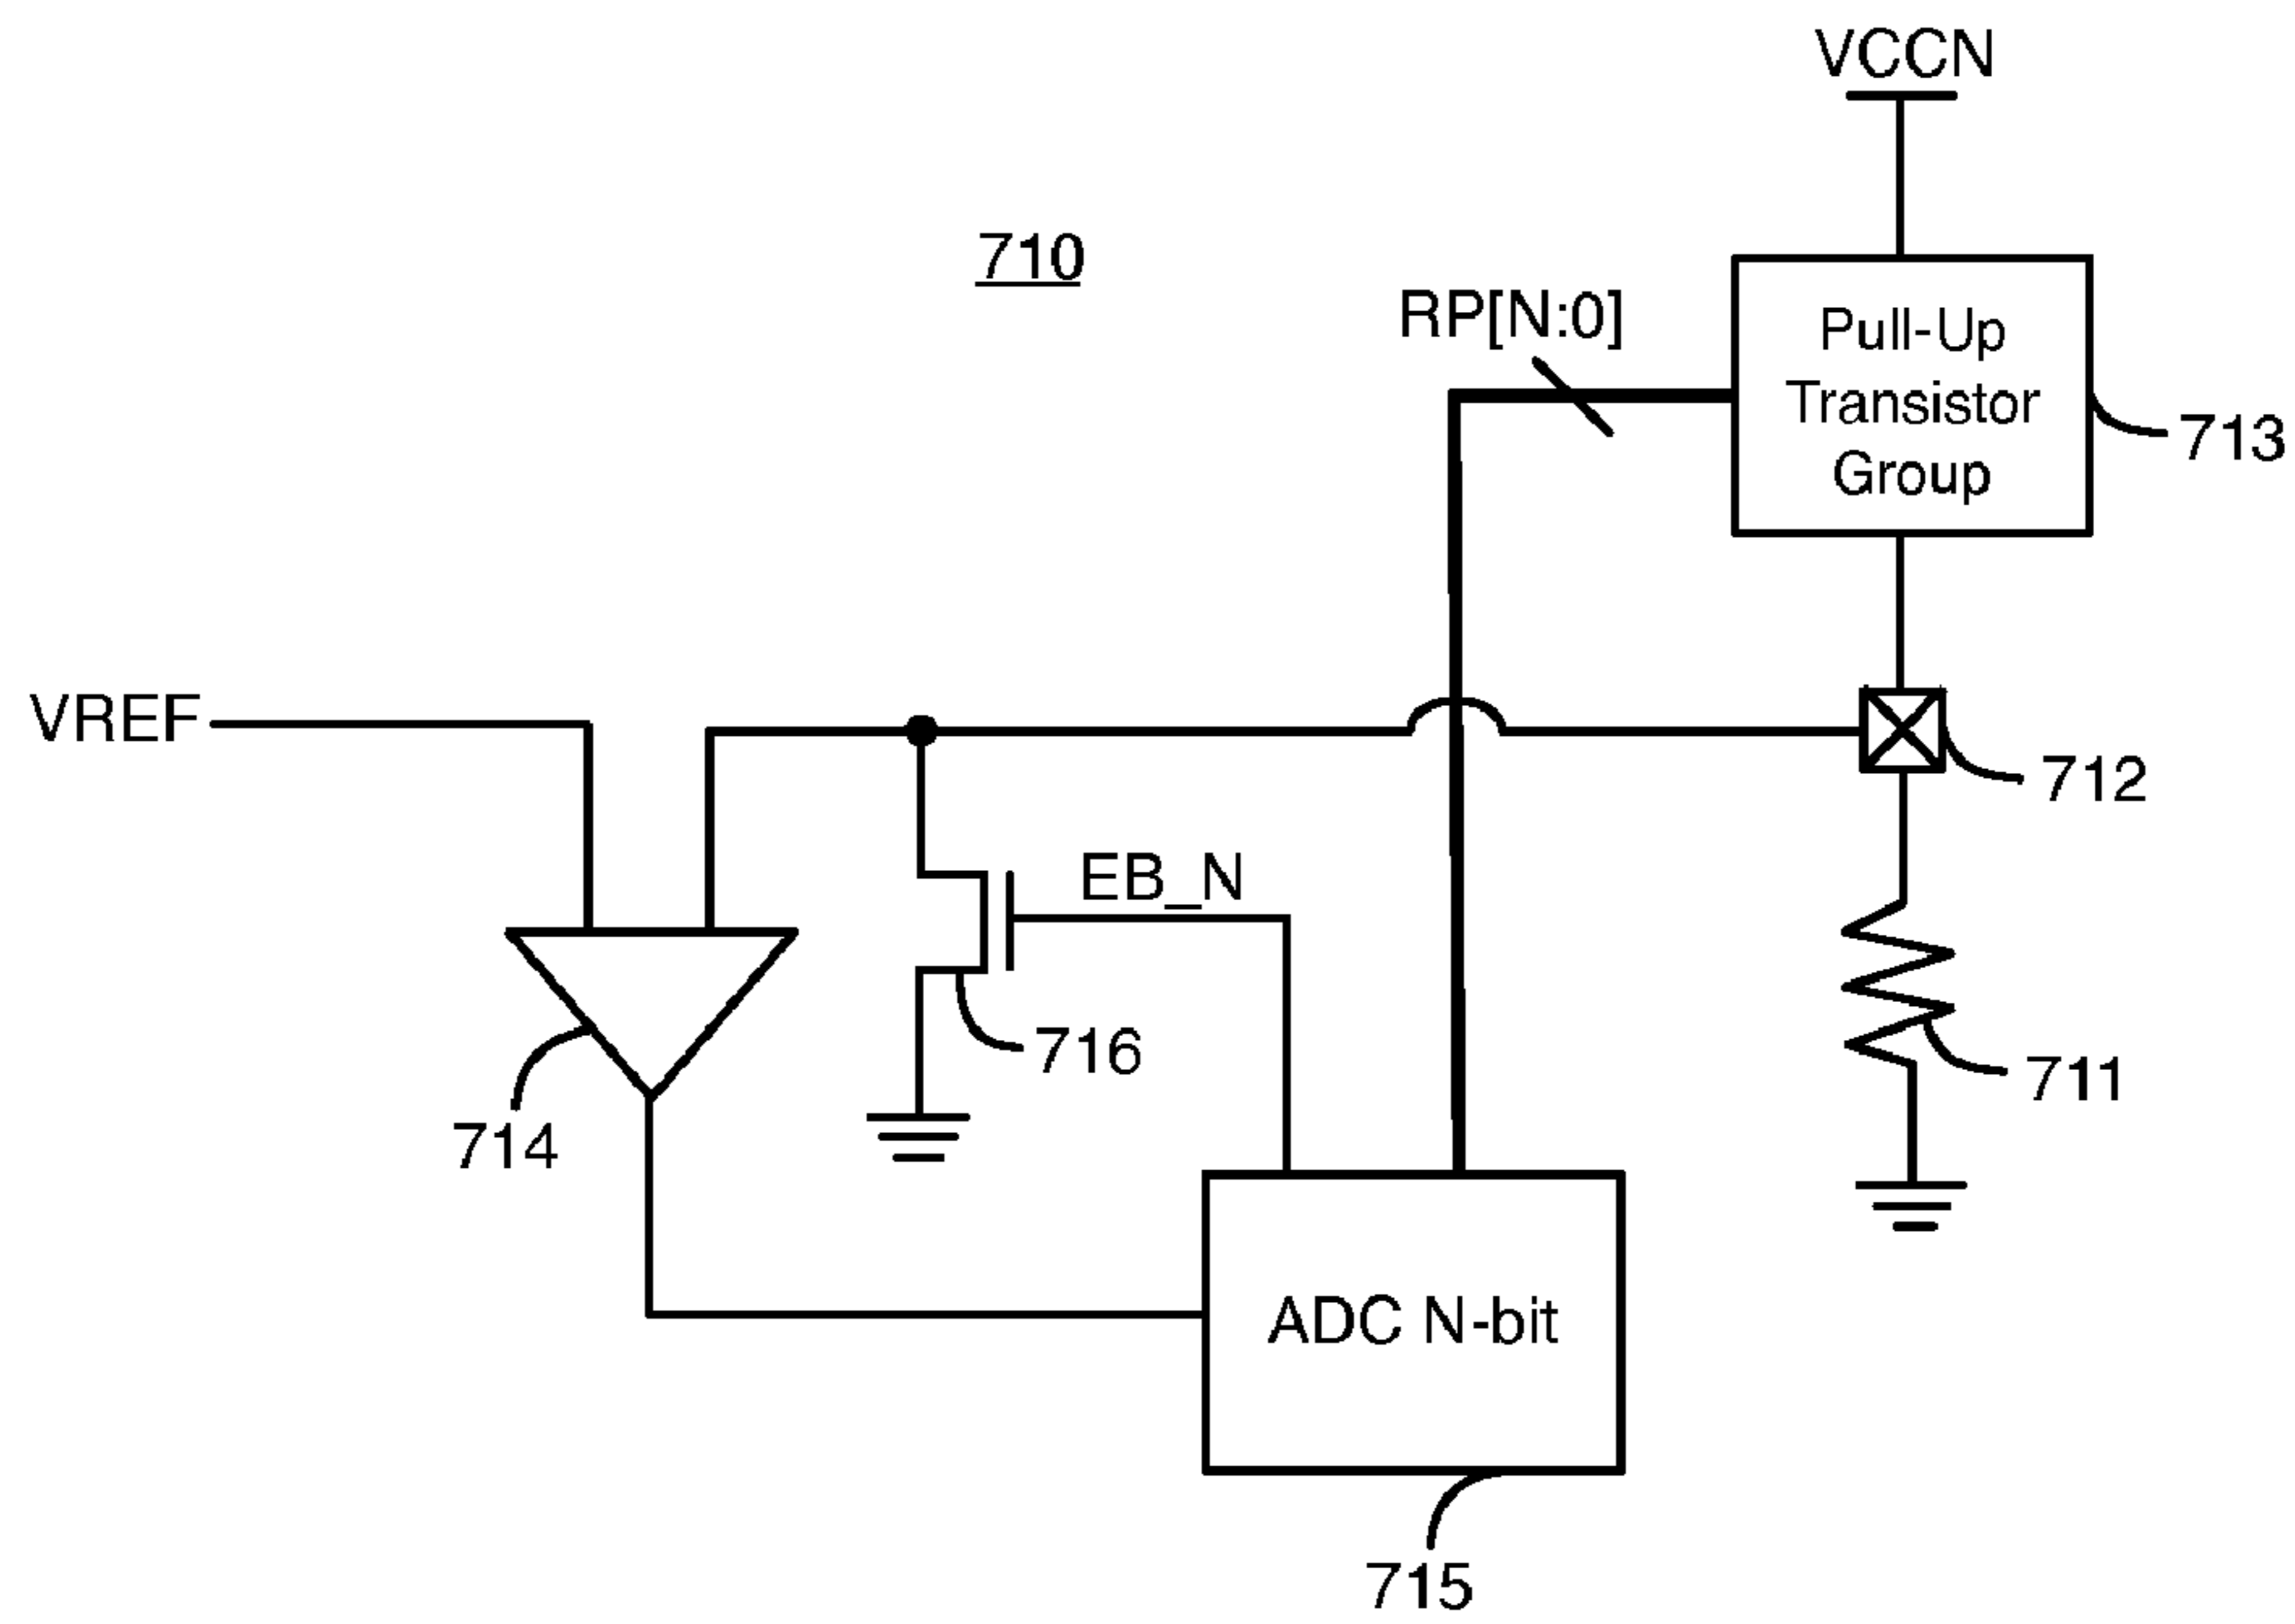 VCCN
710
RP[N:0]
Pull-Up
Transistor
Group
713
VREF
712
EB_N
716
711
714
ADC N-bit
715